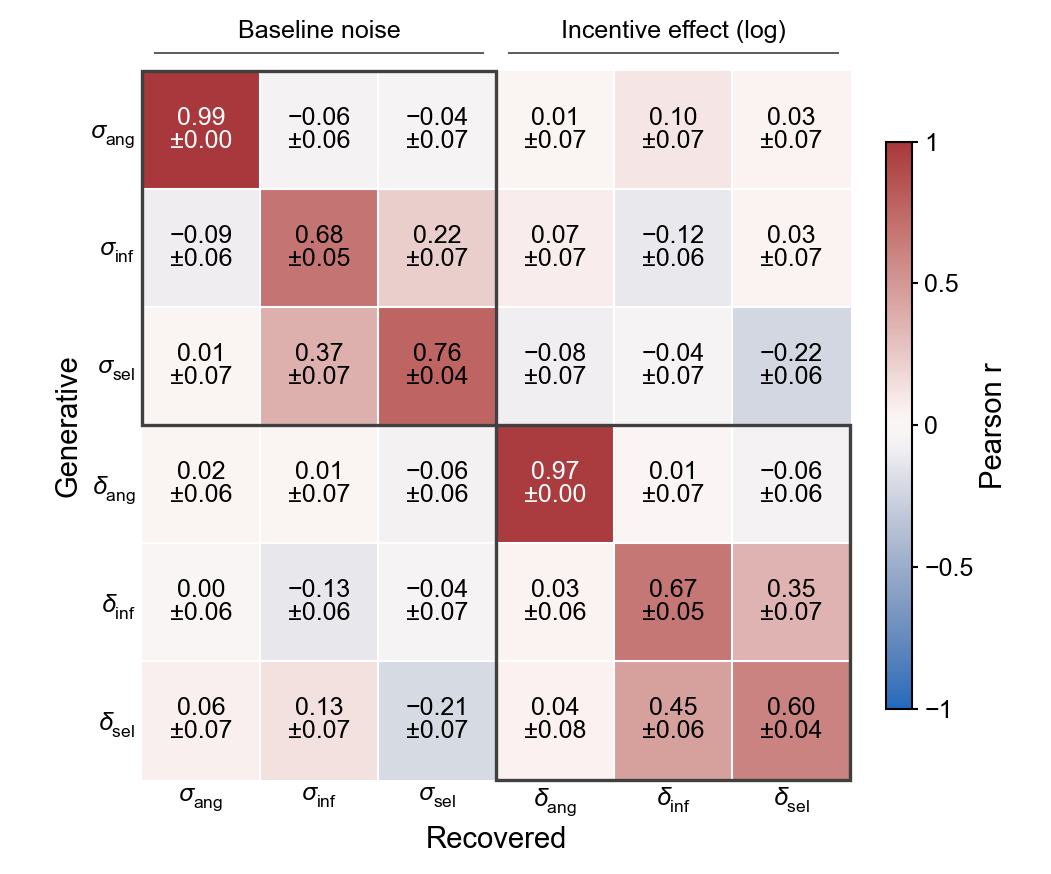 Baseline noise Incentive effect (log)
σang 0.99 −0.06 −0.04 0.01 0.10 0.03
±0.00 ±0.06 ±0.07 ±0.07 ±0.07 ±0.07
σinf −0.09 0.68 0.22 0.07 −0.12 0.03
±0.06 ±0.05 ±0.07 ±0.07 ±0.06 ±0.07
σsel 0.01 0.37 0.76 −0.08 −0.04 −0.22
±0.07 ±0.07 ±0.04 ±0.07 ±0.07 ±0.06
δang 0.02 0.01 −0.06 0.97 0.01 −0.06
±0.06 ±0.07 ±0.06 ±0.00 ±0.07 ±0.06
δinf 0.00 −0.13 −0.04 0.03 0.67 0.35
±0.06 ±0.06 ±0.07 ±0.06 ±0.05 ±0.07
δsel 0.06 0.13 −0.21 0.04 0.45 0.60
±0.07 ±0.07 ±0.07 ±0.08 ±0.06 ±0.04
σang σinf σsel δang δinf δsel
Recovered
Generative
1
0.5
0
−0.5
−1
Pearson r